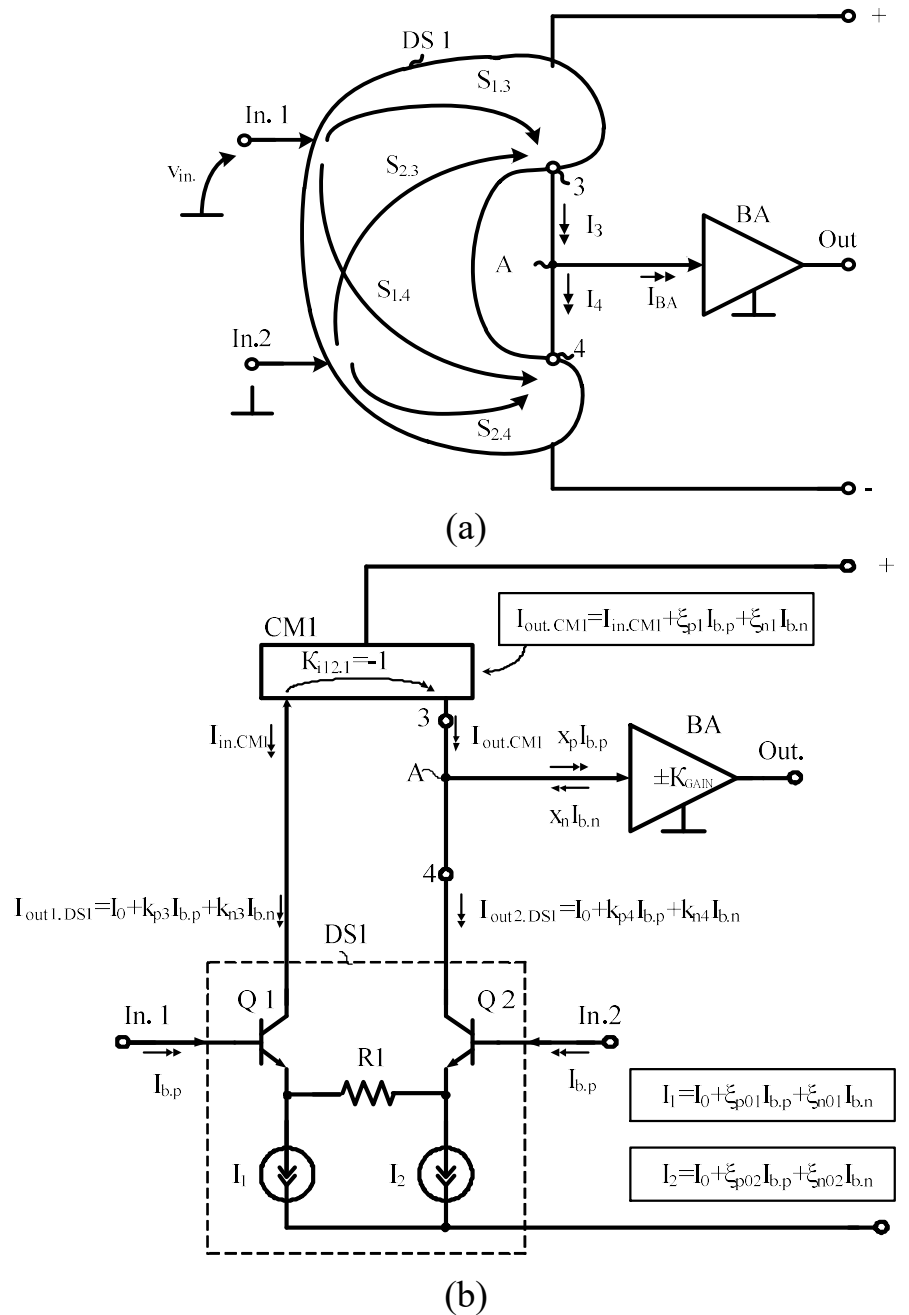 DS 1
+
S1.3
In. 1
vin.
S2.3
3
I3
BA
Out
A
IBA
S1.4
I4
In.2
4
S2.4
-
(a)
+
Iout.CM1=Iin.CM1+ξp1Ib.p+ξn1Ib.n
CM1
Ki12.1=-1
3
Iin.CM1
Iout.CM1
xpIb.p
BA
Out.
A
±KGAIN
xnIb.n
4
Iout1.DS1=I0+kp3Ib.p+kn3Ib.n
Iout2.DS1=I0+kp4Ib.p+kn4Ib.n
DS1
Q 1
Q 2
In. 1
In.2
R1
Ib.p
Ib.p
I1=I0+ξp01Ib.p+ξn01Ib.n
I1
I2
I2=I0+ξp02Ib.p+ξn02Ib.n
(b)